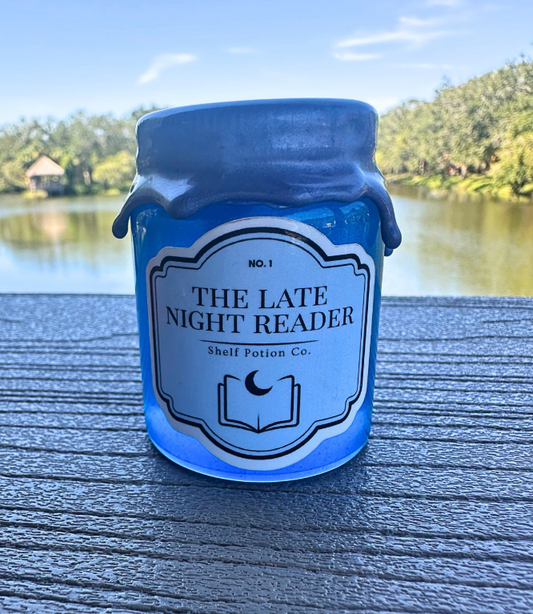 NO. 1
THE LATE
NIGHT READER
Shelf Potion Co.